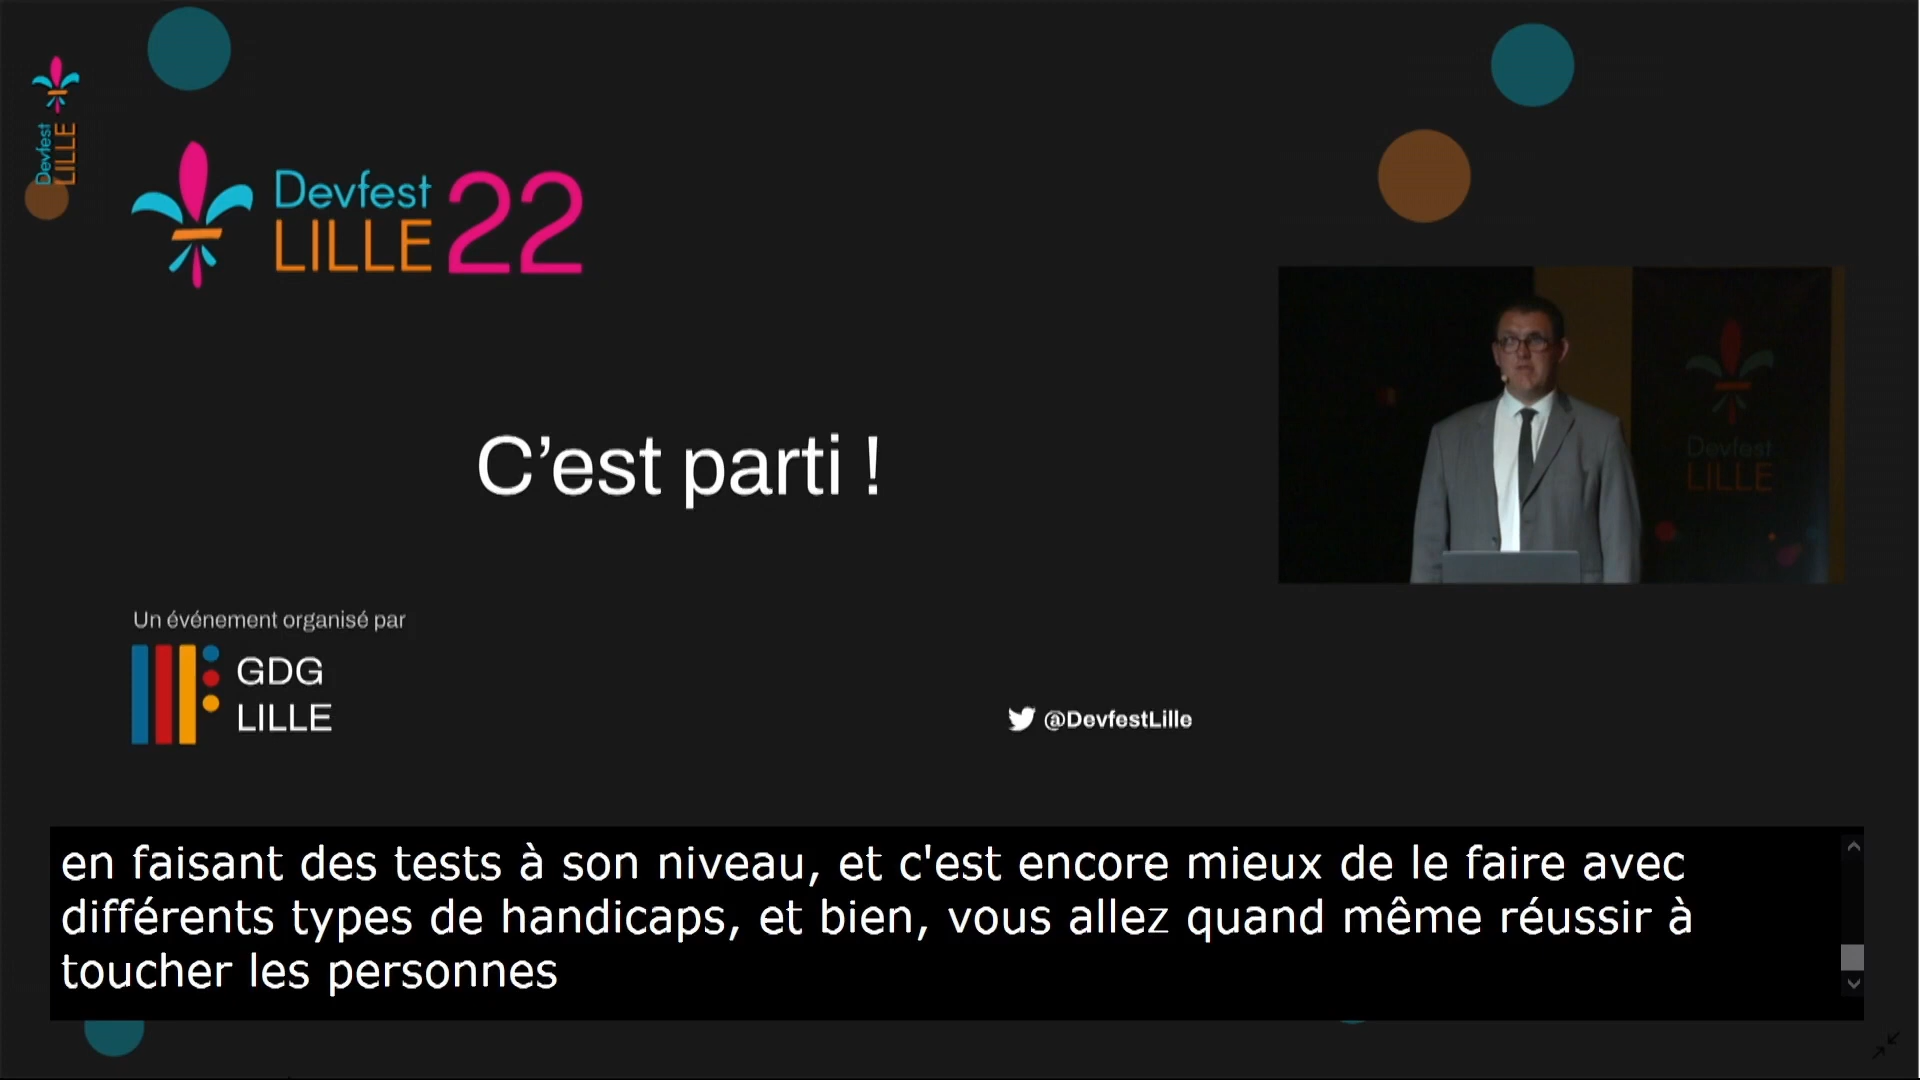 Devfest
LILLE
Devfest
LILLE 22
C’est parti !
Devfest
LILLE
Un événement organisé par
GDG
LILLE
@DevfestLille
en faisant des tests à son niveau, et c'est encore mieux de le faire avec
différents types de handicaps, et bien, vous allez quand même réussir à
toucher les personnes